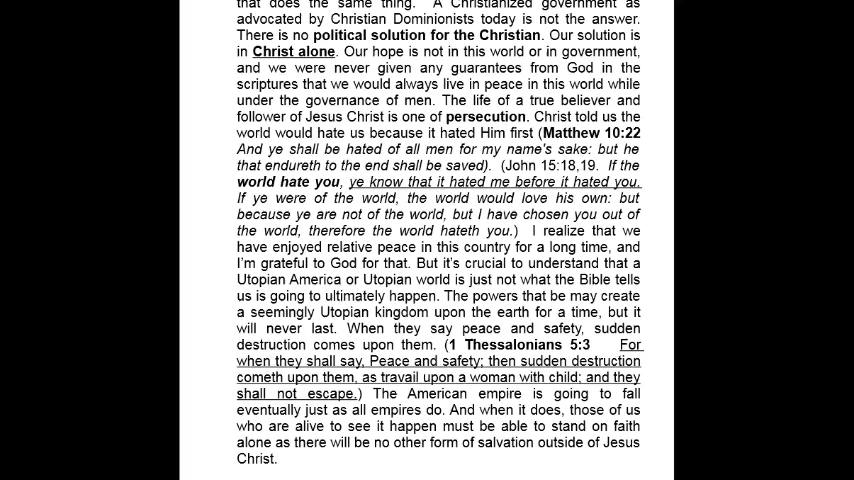 that does the same thing. A Christianized government as
advocated by Christian Dominionists today is not the answer.
There is no political solution for the Christian. Our solution is
in Christ alone. Our hope is not in this world or in government,
and we were never given any guarantees from God in the
scriptures that we would always live in peace in this world while
under the governance of men. The life of a true believer and
follower of Jesus Christ is one of persecution. Christ told us the
world would hate us because it hated Him first (Matthew 10:22
And ye shall be hated of all men for my name's sake: but he
that endureth to the end shall be saved). (John 15:18,19. If the
world hate you, ye know that it hated me before it hated you.
If ye were of the world, the world would love his own: but
because ye are not of the world, but I have chosen you out of
the world, therefore the world hateth you.) I realize that we
have enjoyed relative peace in this country for a long time, and
I'm grateful to God for that. But it's crucial to understand that a
Utopian America or Utopian world is just not what the Bible tells
us is going to ultimately happen. The powers that be may create
a seemingly Utopian kingdom upon the earth for a time, but it
will never last. When they say peace and safety, sudden
destruction comes upon them. (1 Thessalonians 5:3 For
when they shall say, Peace and safety; then sudden destruction
cometh upon them, as travail upon a woman with child; and they
shall not escape.) The American empire is going to fall
eventually just as all empires do. And when it does, those of us
who are alive to see it happen must be able to stand on faith
alone as there will be no other form of salvation outside of Jesus
Christ.